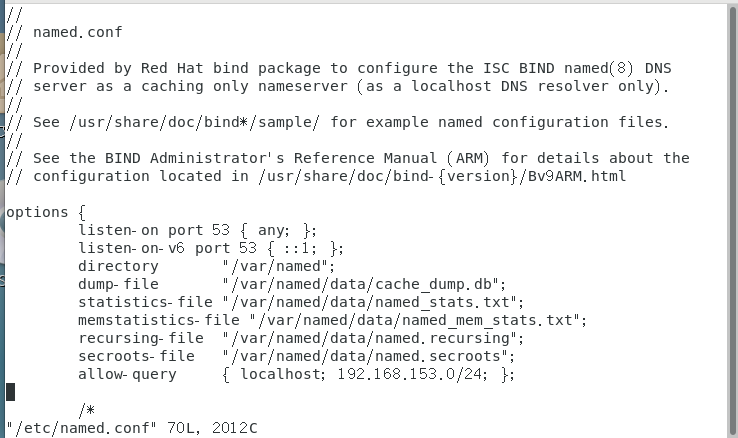 //
// named.conf
//
// Provided by Red Hat bind package to configure the ISC BIND named(8) DNS
// server as a caching only nameserver (as a localhost DNS resolver only).
//
// See /usr/share/doc/bind*/sample/ for example named configuration files.
//
// See the BIND Administrator's Reference Manual (ARM) for details about the
// configuration located in /usr/share/doc/bind-{version}/Bv9ARM.html

options {
        listen-on port 53 { any; };
        listen-on-v6 port 53 { ::1; };
        directory       "/var/named";
        dump-file       "/var/named/data/cache_dump.db";
        statistics-file "/var/named/data/named_stats.txt";
        memstatistics-file "/var/named/data/named_mem_stats.txt";
        recursing-file  "/var/named/data/named.recursing";
        secroots-file   "/var/named/data/named.secroots";
        allow-query     { localhost; 192.168.153.0/24; };

        /*
"/etc/named.conf" 70L, 2012C